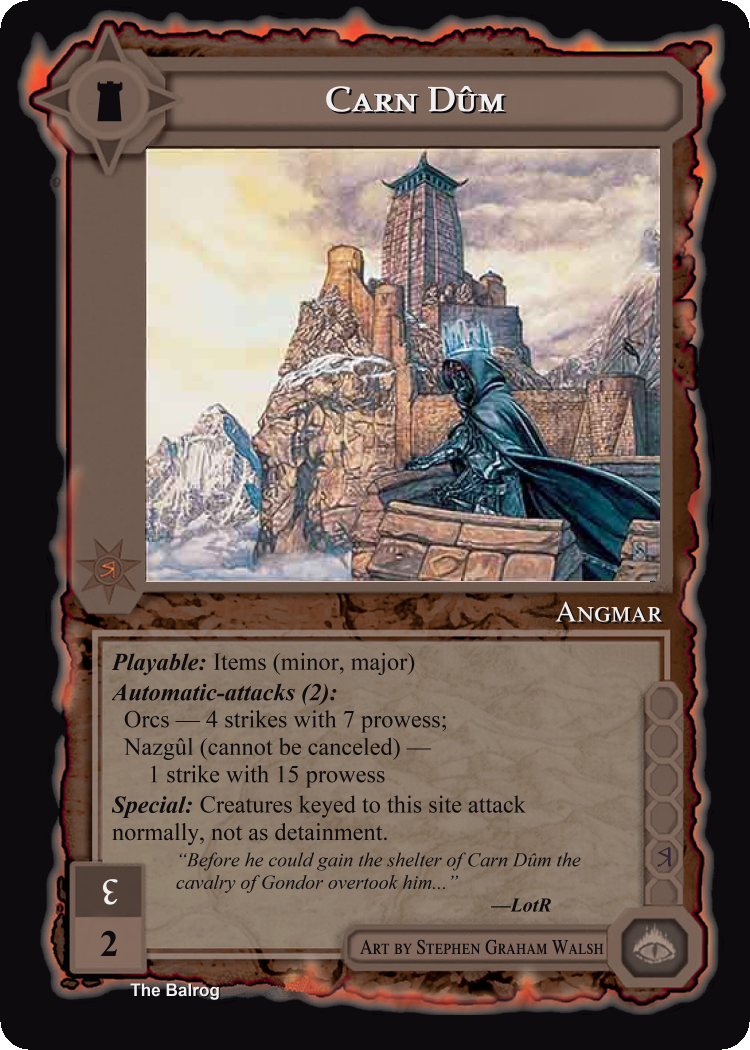 Carn Dûm
Angmar
Playable: Items (minor, major)
Automatic-attacks (2):
Orcs — 4 strikes with 7 prowess;
Nazgûl (cannot be canceled) —
1 strike with 15 prowess
Special: Creatures keyed to this site attack
normally, not as detainment.
“Before he could gain the shelter of Carn Dûm the
cavalry of Gondor overtook him...”
—LotR
2
Art by Stephen Graham Walsh
The Balrog